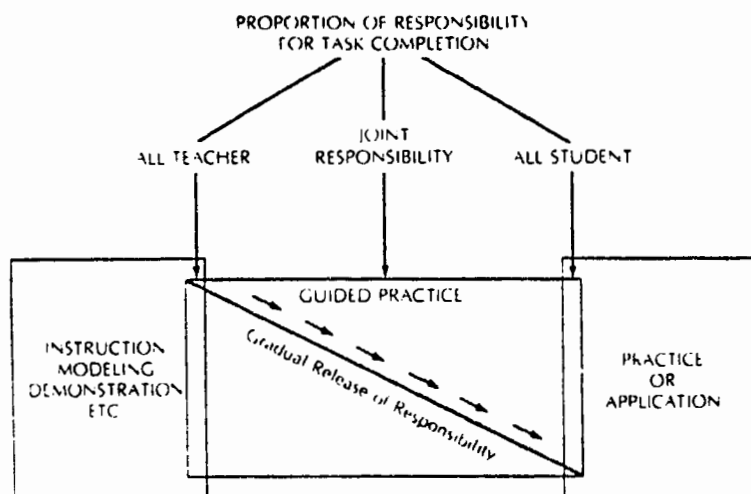 PROPORTION OF RESPONSIBILITY
FOR TASK COMPLETION
ALL TEACHER
JOINT
RESPONSIBILITY
ALL STUDENT
GUIDED PRACTICE
Gradual Release of Responsibility
INSTRUCTION
MODELING
DEMONSTRATION
ETC
PRACTICE
OR
APPLICATION